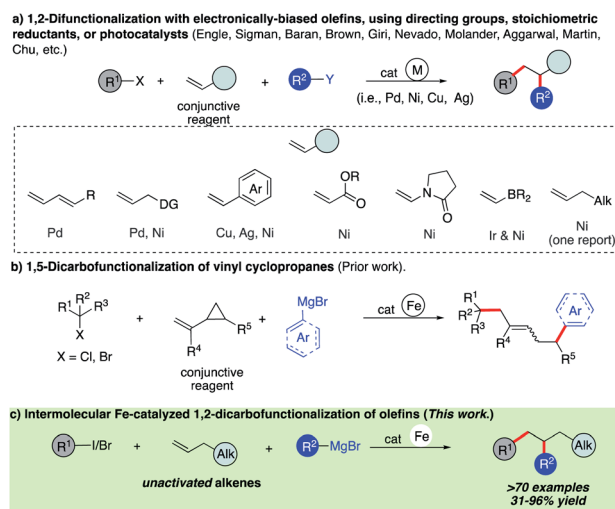 a) 1,2-Difunctionalization with electronically-biased olefins, using directing groups, stoichiometric
reductants, or photocatalysts (Engle, Sigman, Baran, Brown, Giri, Nevado, Molander, Aggarwal, Martin,
Chu, etc.)
R1 X + + R2 Y cat M R1 R2
conjunctive
reagent
(i.e., Pd, Ni, Cu, Ag)
R DG Ar OR O N O BR2 Alk
Pd Pd, Ni Cu, Ag, Ni Ni Ni Ir & Ni Ni
(one report)
b) 1,5-Dicarbofunctionalization of vinyl cyclopropanes (Prior work).
R1 R2 R3 X + R4 R5 + MgBr Ar cat Fe R1 R2 R3 R4 R5 Ar
X = Cl, Br
conjunctive
reagent
c) Intermolecular Fe-catalyzed 1,2-dicarbofunctionalization of olefins (This work.)
R1 I/Br + Alk + R2 MgBr cat Fe R1 R2 Alk
unactivated alkenes
>70 examples
31-96% yield